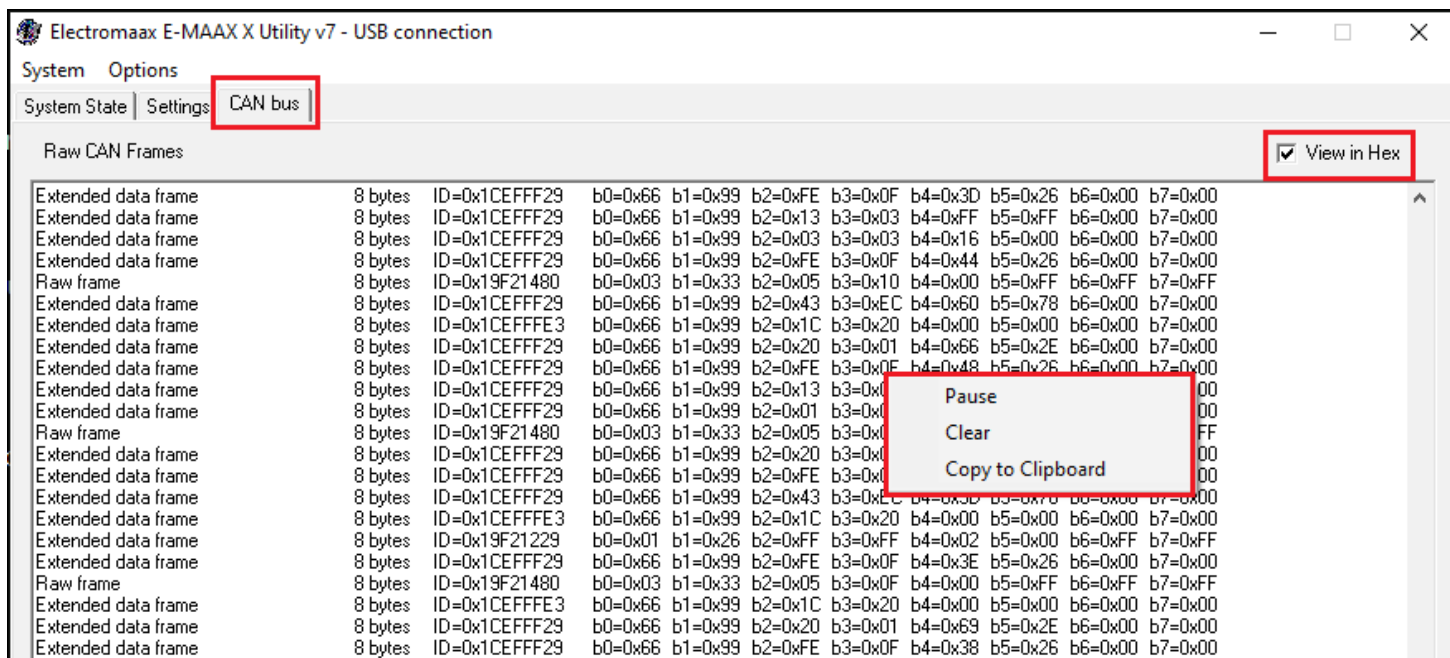 Electromaax E-MAAX X Utility v7 - USB connection
System Options
System State Settings CAN bus
Raw CAN Frames View in Hex
Extended data frame 8 bytes ID=0x1CEFFF29 b0=0x66 b1=0x99 b2=0xFE b3=0x0F b4=0x3D b5=0x26 b6=0x00 b7=0x00
Extended data frame 8 bytes ID=0x1CEFFF29 b0=0x66 b1=0x99 b2=0x13 b3=0x03 b4=0xFF b5=0xFF b6=0x00 b7=0x00
Extended data frame 8 bytes ID=0x1CEFFF29 b0=0x66 b1=0x99 b2=0x03 b3=0x03 b4=0x16 b5=0x00 b6=0x00 b7=0x00
Extended data frame 8 bytes ID=0x1CEFFF29 b0=0x66 b1=0x99 b2=0xFE b3=0x0F b4=0x44 b5=0x26 b6=0x00 b7=0x00
Raw frame 8 bytes ID=0x19F21480 b0=0x03 b1=0x33 b2=0x05 b3=0x10 b4=0x00 b5=0xFF b6=0xFF b7=0xFF
Extended data frame 8 bytes ID=0x1CEFFF29 b0=0x66 b1=0x99 b2=0x43 b3=0xEC b4=0x60 b5=0x78 b6=0x00 b7=0x00
Extended data frame 8 bytes ID=0x1CEFFFE3 b0=0x66 b1=0x99 b2=0x1C b3=0x20 b4=0x00 b5=0x00 b6=0x00 b7=0x00
Extended data frame 8 bytes ID=0x1CEFFF29 b0=0x66 b1=0x99 b2=0x20 b3=0x01 b4=0x66 b5=0x2E b6=0x00 b7=0x00
Extended data frame 8 bytes ID=0x1CEFFF29 b0=0x66 b1=0x99 b2=0xFE b3=0x0F b4=0x48 b5=0x26 b6=0x00 b7=0x00
Extended data frame 8 bytes ID=0x1CEFFF29 b0=0x66 b1=0x99 b2=0x13
Pause
Extended data frame 8 bytes ID=0x1CEFFF29 b0=0x66 b1=0x99 b2=0x01
Raw frame 8 bytes ID=0x19F21480 b0=0x03 b1=0x33 b2=0x05
Clear
Extended data frame 8 bytes ID=0x1CEFFF29 b0=0x66 b1=0x99 b2=0x20
Extended data frame 8 bytes ID=0x1CEFFF29 b0=0x66 b1=0x99 b2=0xFE
Copy to Clipboard
Extended data frame 8 bytes ID=0x1CEFFF29 b0=0x66 b1=0x99 b2=0x43 b3=0xEC b6=0x00 b7=0x00
Extended data frame 8 bytes ID=0x1CEFFFE3 b0=0x66 b1=0x99 b2=0x1C b3=0x20 b4=0x00 b5=0x00 b6=0x00 b7=0x00
Extended data frame 8 bytes ID=0x19F21229 b0=0x01 b1=0x26 b2=0xFF b3=0xFF b4=0x02 b5=0x00 b6=0xFF b7=0xFF
Extended data frame 8 bytes ID=0x1CEFFF29 b0=0x66 b1=0x99 b2=0xFE b3=0x0F b4=0x3E b5=0x26 b6=0x00 b7=0x00
Raw frame 8 bytes ID=0x19F21480 b0=0x03 b1=0x33 b2=0x05 b3=0x0F b4=0x00 b5=0xFF b6=0xFF b7=0xFF
Extended data frame 8 bytes ID=0x1CEFFFE3 b0=0x66 b1=0x99 b2=0x1C b3=0x20 b4=0x00 b5=0x00 b6=0x00 b7=0x00
Extended data frame 8 bytes ID=0x1CEFFF29 b0=0x66 b1=0x99 b2=0x20 b3=0x01 b4=0x69 b5=0x2E b6=0x00 b7=0x00
Extended data frame 8 bytes ID=0x1CEFFF29 b0=0x66 b1=0x99 b2=0xFE b3=0x0F b4=0x38 b5=0x26 b6=0x00 b7=0x00